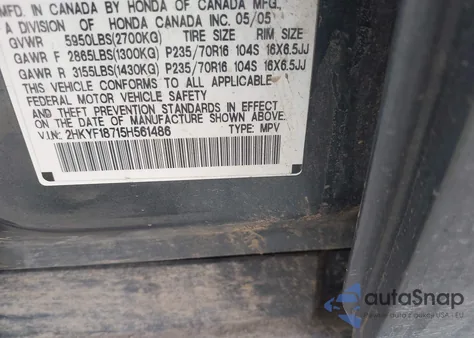 MFD. IN CANADA BY HONDA OF CANADA MFG.,
A DIVISION OF HONDA CANADA INC. 05/05
GVWR 5950LBS(2700KG) TIRE SIZE RIM SIZE
GAWR F 2865LBS(1300KG) P235/70R16 104S 16X6.5JJ
GAWR R 3155LBS(1430KG) P235/70R16 104S 16X6.5JJ
THIS VEHICLE CONFORMS TO ALL APPLICABLE
FEDERAL MOTOR VEHICLE SAFETY
AND THEFT PREVENTION STANDARDS IN EFFECT ON
THE DATE OF MANUFACTURE SHOWN ABOVE.
V.I.N: 2HKYF18715H561486 TYPE: MPV
autaSnap
USA - EU